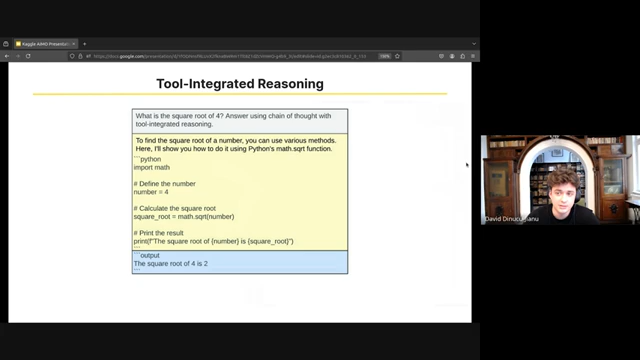 Kaggle AIMO Presentat
Tool-Integrated Reasoning
What is the square root of 4? Answer using chain of thought with
tool-integrated reasoning.
To find the square root of a number, you can use various methods.
Here, I'll show you how to do it using Python's math.sqrt function.
```python
import math
# Define the number
number = 4
# Calculate the square root
square_root = math.sqrt(number)
# Print the result
print(f"The square root of {number} is {square_root}")
```
```output
The square root of 4 is 2
```